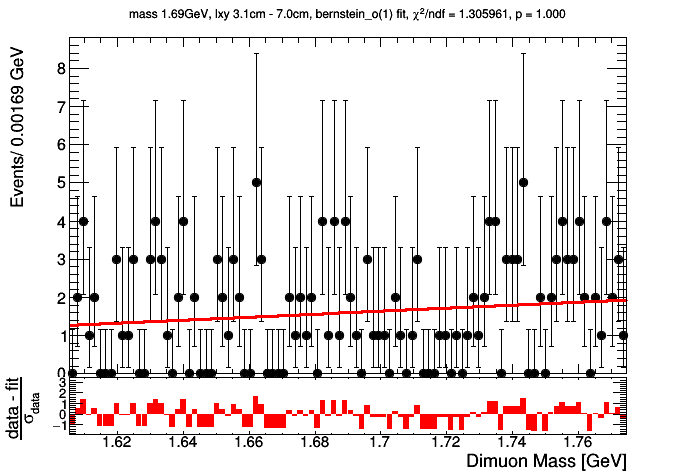 mass 1.69GeV, lxy 3.1cm - 7.0cm, bernstein_o(1) fit, χ²/ndf = 1.305961, p = 1.000
Events/ 0.00169 GeV
8
7
6
5
4
3
2
1
0
data - fit
σdata
3
2
1
0
−1
1.62 1.64 1.66 1.68 1.7 1.72 1.74 1.76
Dimuon Mass [GeV]